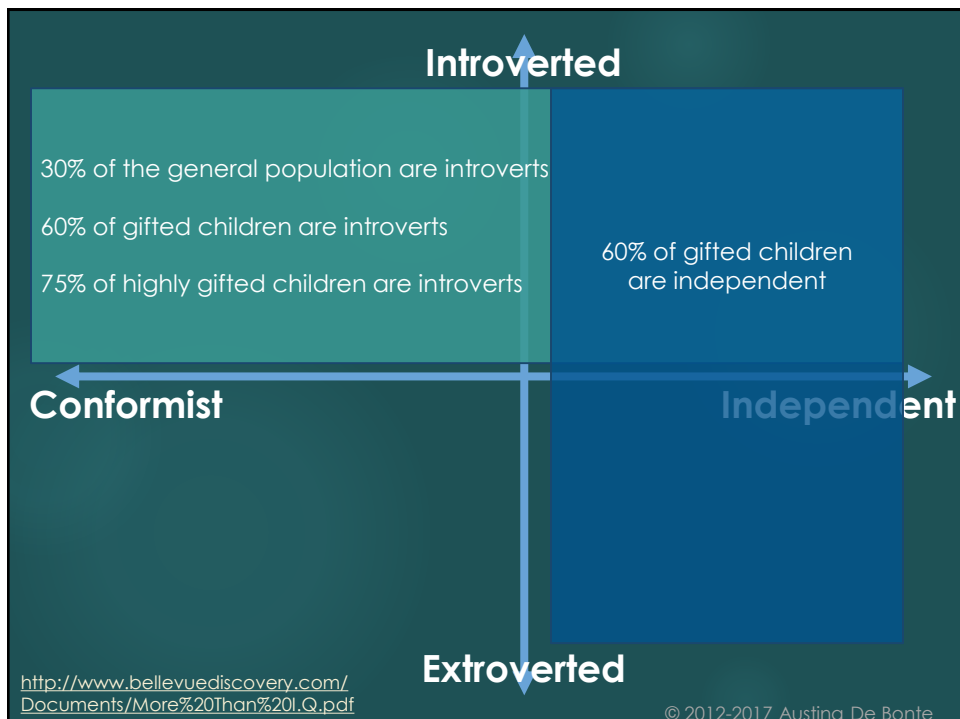 Introverted
30% of the general population are introverts
60% of gifted children are introverts
75% of highly gifted children are introverts
60% of gifted children
are independent
Conformist
Independent
Extroverted
http://www.bellevuediscovery.com/
Documents/More%20Than%20I.Q.pdf
© 2012-2017 Austina De Bonte